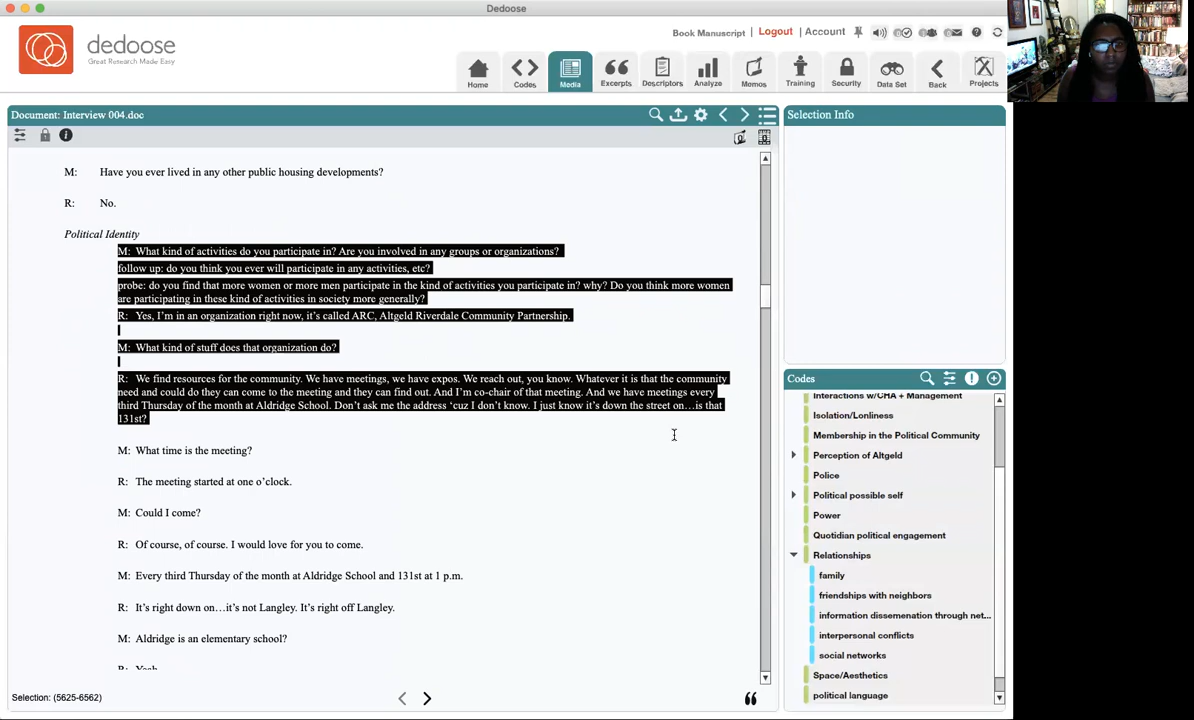 Dedoose
dedoose
Great Research Made Easy
Book Manuscript | Logout | Account
Home
Codes
Media
Excerpts
Descriptors
Analyze
Memos
Training
Security
Data Set
Back
Projects
Document: Interview 004.doc
M: Have you ever lived in any other public housing developments?
R: No.
Political Identity
M: What kind of activities do you participate in? Are you involved in any groups or organizations?
follow up: do you think you ever will participate in any activities, etc?
probe: do you find that more women or more men participate in the kind of activities you participate in? why? Do you think more women
are participating in these kind of activities in society more generally?
R: Yes, I'm in an organization right now, it's called ARC, Altgeld Riverdale Community Partnership.
M: What kind of stuff does that organization do?
R: We find resources for the community. We have meetings, we have expos. We reach out, you know. Whatever it is that the community
need and could do they can come to the meeting and they can find out. And I'm co-chair of that meeting. And we have meetings every
third Thursday of the month at Aldridge School. Don't ask me the address 'cuz I don't know. I just know it's down the street on…is that
131st?
M: What time is the meeting?
R: The meeting started at one o'clock.
M: Could I come?
R: Of course, of course. I would love for you to come.
M: Every third Thursday of the month at Aldridge School and 131st at 1 p.m.
R: It's right down on…it's not Langley. It's right off Langley.
M: Aldridge is an elementary school?
R: Yeah
Selection: (5625-6562)
Selection Info
Codes
Interactions w/CHA + Management
Isolation/Lonliness
Membership in the Political Community
Perception of Altgeld
Police
Political possible self
Power
Quotidian political engagement
Relationships
family
friendships with neighbors
information dissemenation through net...
interpersonal conflicts
social networks
Space/Aesthetics
political language